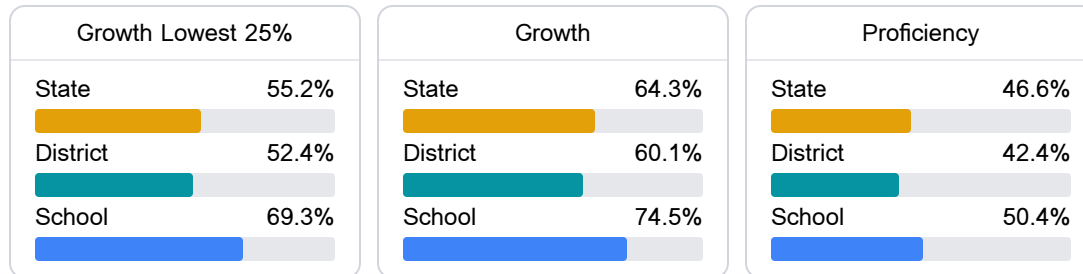 Growth Lowest 25%
State 55.2%
District 52.4%
School 69.3%
Growth
State 64.3%
District 60.1%
School 74.5%
Proficiency
State 46.6%
District 42.4%
School 50.4%